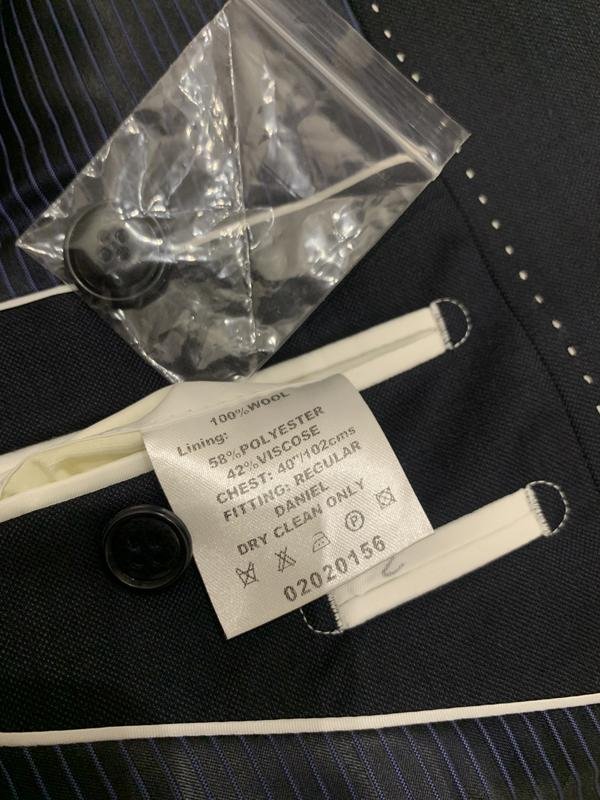 100%WOOL
Lining:
58%POLYESTER
42%VISCOSE
CHEST: 40"/102cms
FITTING: REGULAR
DANIEL
DRY CLEAN ONLY
P
02020156